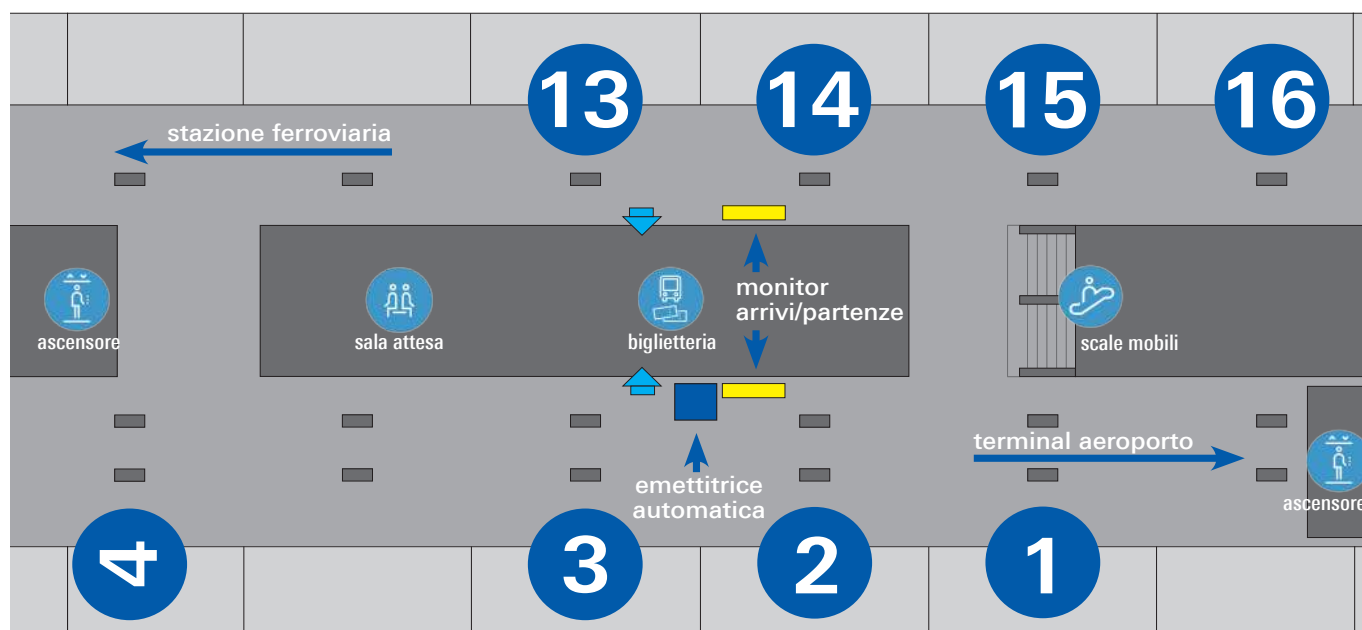 13
14
15
16
stazione ferroviaria
ascensore
sala attesa
biglietteria
monitor
arrivi/partenze
scale mobili
terminal aeroporto
emettitrice
automatica
ascensore
4
3
2
1